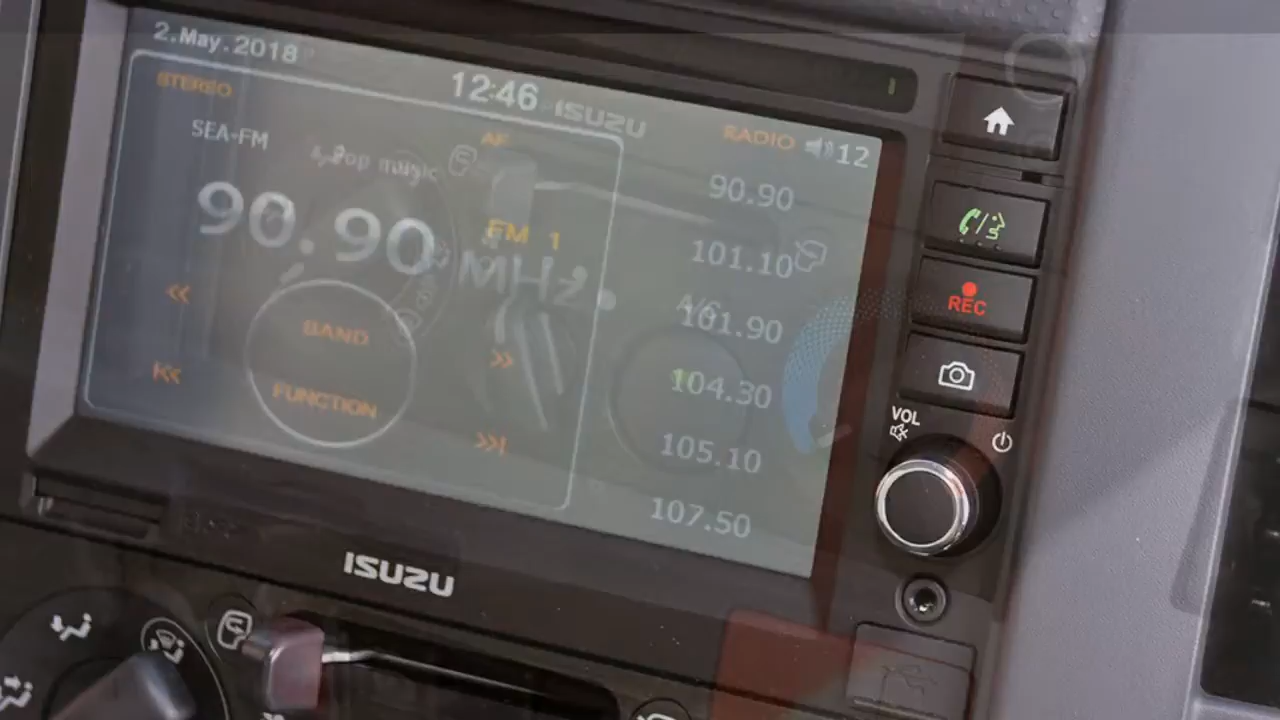 2.May.2018
12:46 ISUZU
RADIO 12
STEREO
SEA-FM
AF
Pop music
90.90 MHz
FM 1
BAND
FUNCTION
90.90
101.10
101.90
104.30
105.10
107.50
A/C
REC
VOL
ISUZU